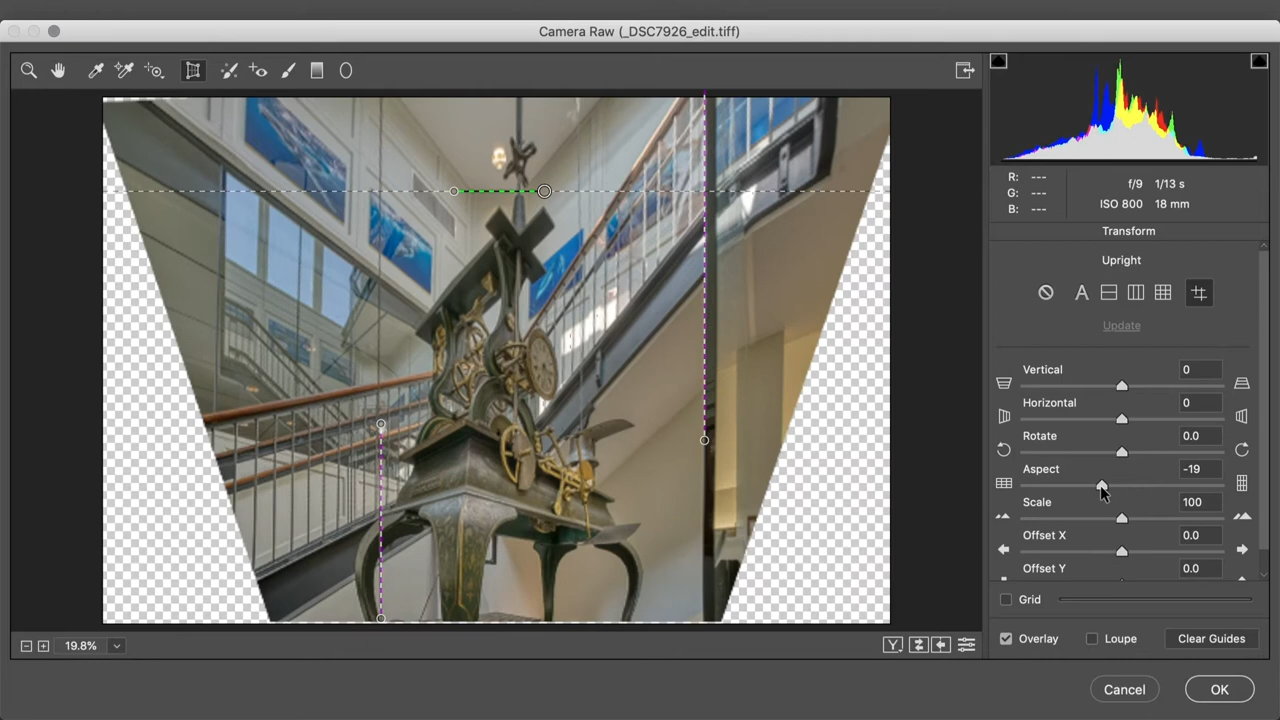 Camera Raw (_DSC7926_edit.tiff)
R: ---
G: ---
B: ---
f/9 1/13 s
ISO 800 18 mm
Transform
Upright
A
Update
Vertical 0
Horizontal 0
Rotate 0.0
Aspect -19
Scale 100
Offset X 0.0
Offset Y 0.0
Grid
19.8%
Y
Overlay
Loupe
Clear Guides
Cancel
OK